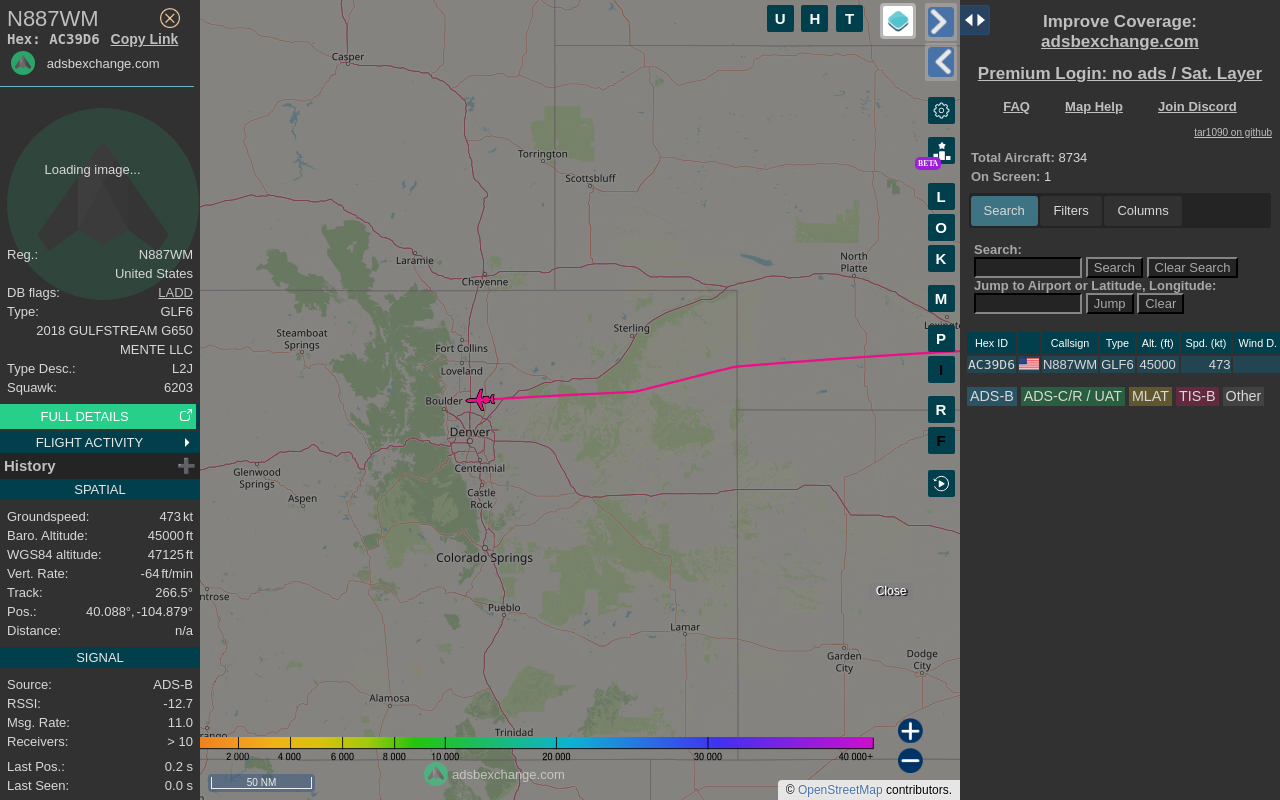 N887WM
Hex: AC39D6 Copy Link
adsbexchange.com
Loading image...
Reg.: N887WM
United States
DB flags: LADD
Type: GLF6
2018 GULFSTREAM G650
MENTE LLC
Type Desc.: L2J
Squawk: 6203
FULL DETAILS
FLIGHT ACTIVITY
History
SPATIAL
Groundspeed: 473 kt
Baro. Altitude: 45000 ft
WGS84 altitude: 47125 ft
Vert. Rate: -64 ft/min
Track: 266.5°
Pos.: 40.088°, -104.879°
Distance: n/a
SIGNAL
Source: ADS-B
RSSI: -12.7
Msg. Rate: 11.0
Receivers: > 10
Last Pos.: 0.2 s
Last Seen: 0.0 s
Casper
Torrington
Scottsbluff
Laramie
Cheyenne
North
Platte
Steamboat
Springs
Sterling
Fort Collins
Loveland
Boulder
Denver
Centennial
Glenwood
Springs
Aspen
Castle
Rock
Colorado Springs
ntrose
Pueblo
Lamar
Garden
City
Dodge
City
Alamosa
Trinidad
2 000 4 000 6 000 8 000 10 000 20 000 30 000 40 000+
50 NM
adsbexchange.com
© OpenStreetMap contributors.
Close
U H T
BETA
L
O
K
M
P
I
R
F
Improve Coverage:
adsbexchange.com
Premium Login: no ads / Sat. Layer
FAQ Map Help Join Discord
tar1090 on github
Total Aircraft: 8734
On Screen: 1
Search Filters Columns
Search:
Search Clear Search
Jump to Airport or Latitude, Longitude:
Jump Clear
Hex ID Callsign Type Alt. (ft) Spd. (kt) Wind D.
AC39D6 N887WM GLF6 45000 473
ADS-B ADS-C/R / UAT MLAT TIS-B Other